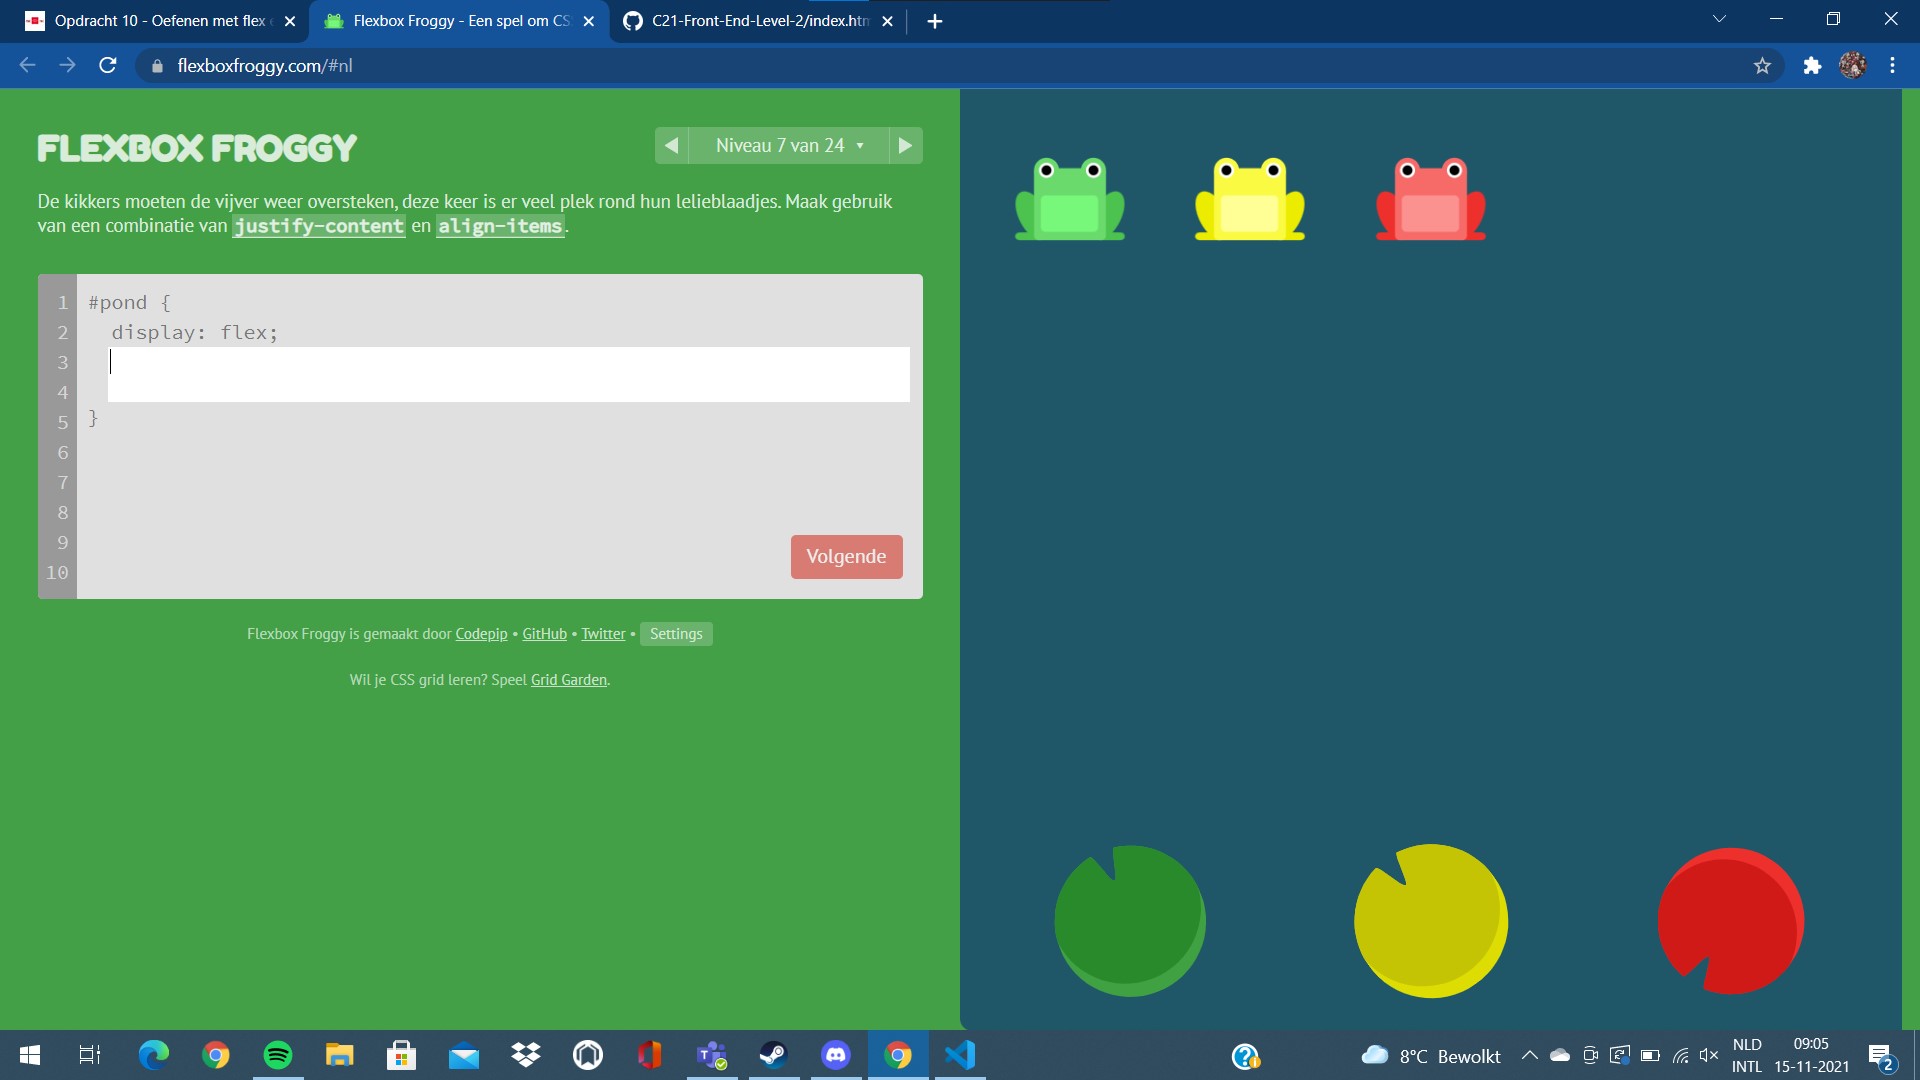 Opdracht 10 - Oefenen met flex
Flexbox Froggy - Een spel om CS
C21-Front-End-Level-2/index.htm
flexboxfroggy.com/#nl
FLEXBOX FROGGY
Niveau 7 van 24
De kikkers moeten de vijver weer oversteken, deze keer is er veel plek rond hun lelieblaadjes. Maak gebruik
van een combinatie van justify-content en align-items.
1 #pond {
2 display: flex;
3
4
5 }
6
7
8
9
10
Volgende
Flexbox Froggy is gemaakt door Codepip • GitHub • Twitter • Settings
Wil je CSS grid leren? Speel Grid Garden.
8°C Bewolkt
NLD
INTL
09:05
15-11-2021
2